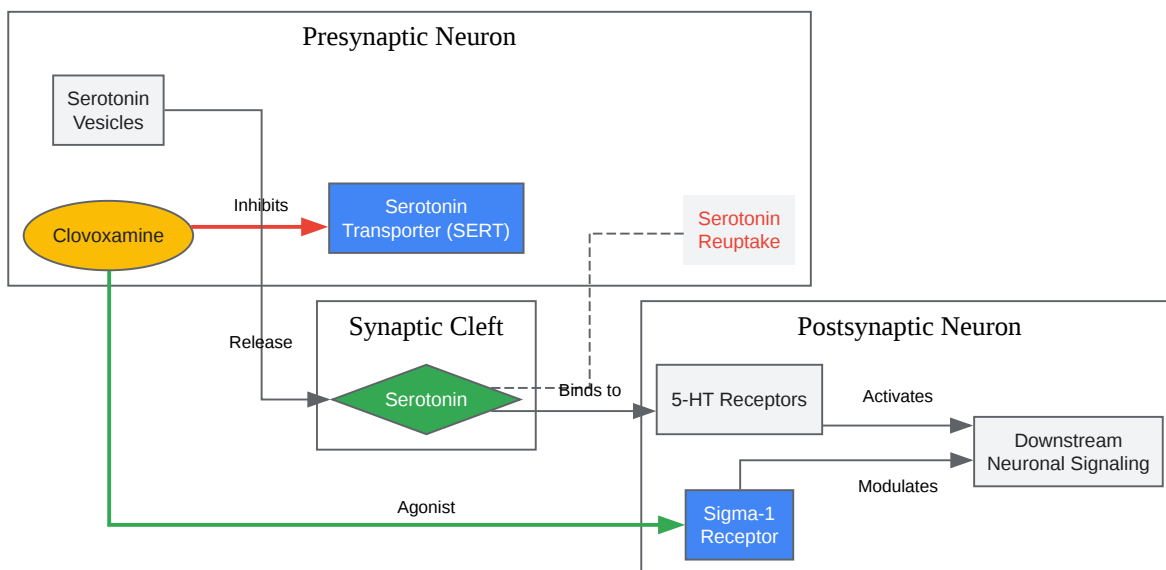 Presynaptic Neuron
Serotonin
Vesicles
Clovoxamine
Inhibits
Serotonin
Transporter (SERT)
Serotonin
Reuptake
Release
Synaptic Cleft
Serotonin
Binds to
Postsynaptic Neuron
5-HT Receptors
Activates
Downstream
Neuronal Signaling
Modulates
Agonist
Sigma-1
Receptor